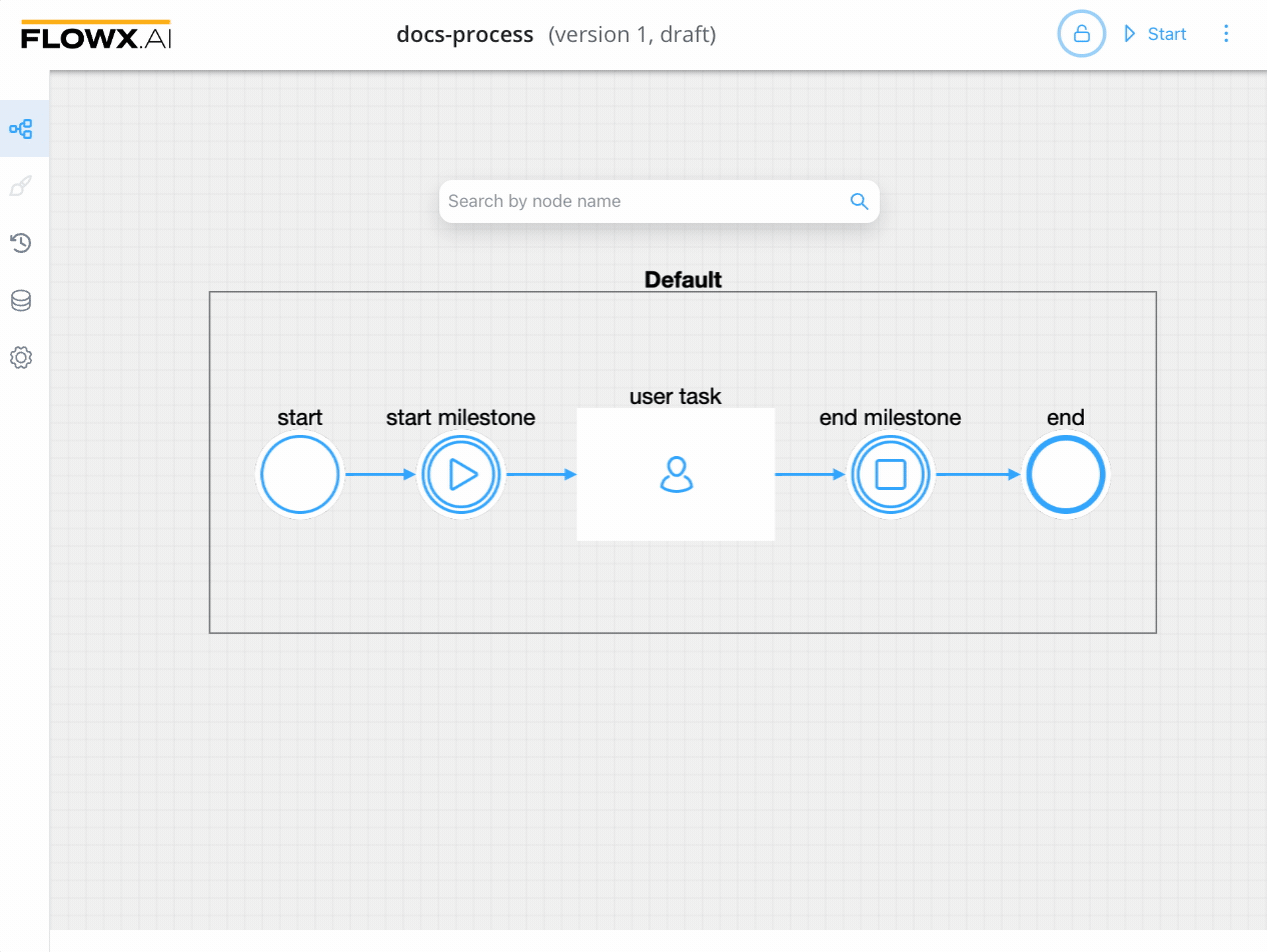 FLOWX.AI
docs-process (version 1, draft)
Start
Search by node name
Default
user task
start
start milestone
end milestone
end